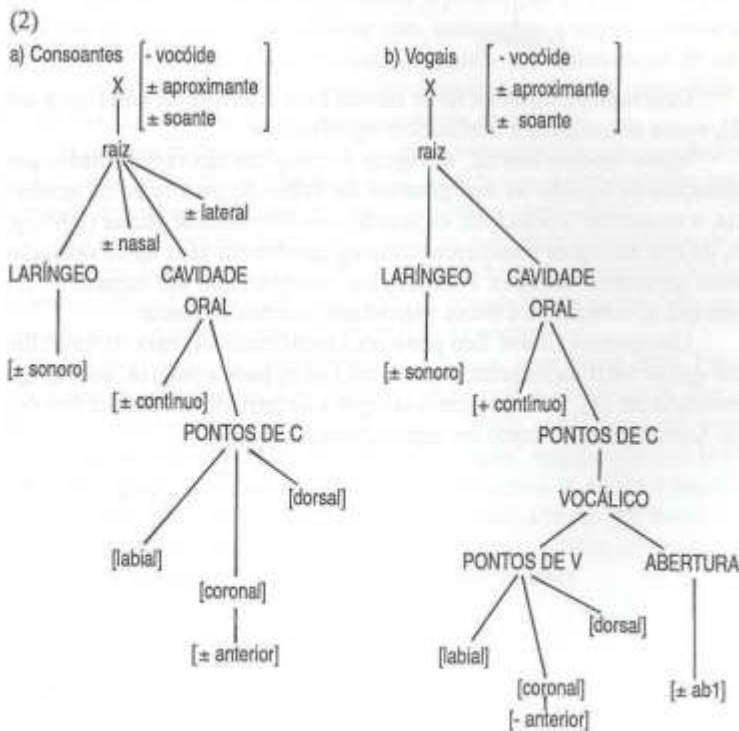 (2)
a) Consoantes
- vocóide
X
± aproximante
± soante
raiz
± lateral
± nasal
LARÍNGEO
CAVIDADE
ORAL
[± sonoro]
[± contínuo]
PONTOS DE C
[dorsal]
[labial]
[coronal]
[± anterior]
b) Vogais
- vocóide
X
± aproximante
± soante
raiz
LARÍNGEO
CAVIDADE
ORAL
[± sonoro]
[+ contínuo]
PONTOS DE C
VOCÁLICO
PONTOS DE V
ABERTURA
[dorsal]
[labial]
[coronal]
[- anterior]
[± ab1]